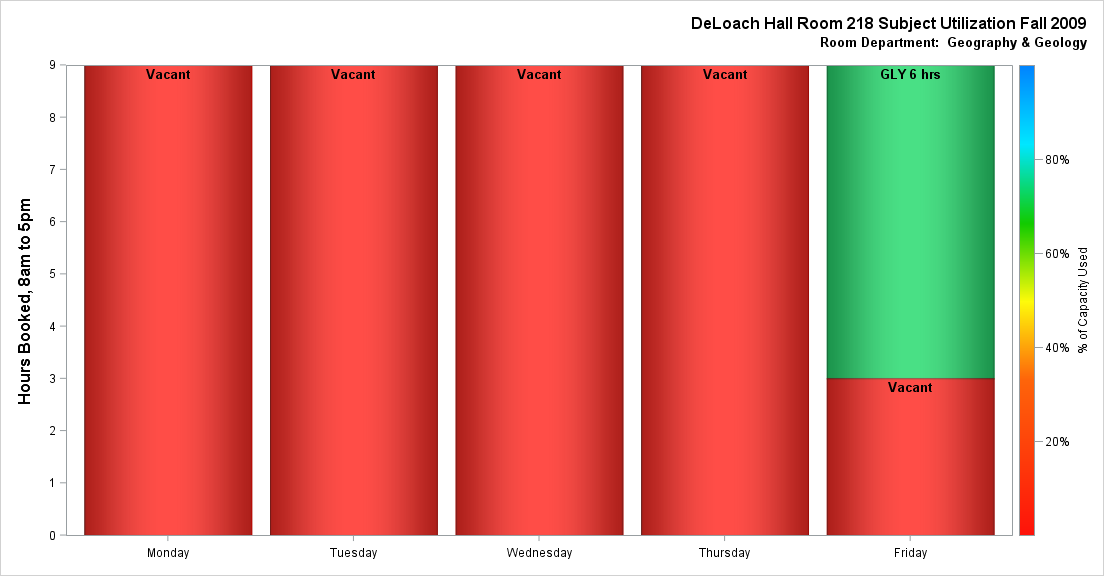 DeLoach Hall Room 218 Subject Utilization Fall 2009
Room Department:  Geography & Geology
Hours Booked, 8am to 5pm
9
8
7
6
5
4
3
2
1
0
Vacant
Vacant
Vacant
Vacant
GLY 6 hrs
Vacant
Monday
Tuesday
Wednesday
Thursday
Friday
80%
60%
40%
20%
% of Capacity Used